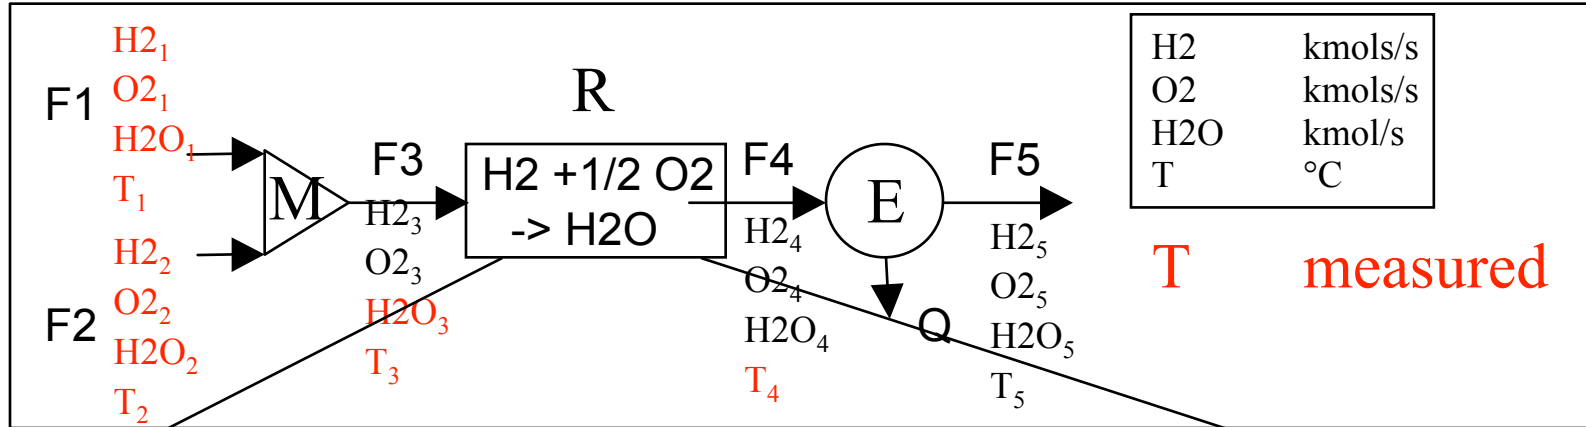 F1
H2₁
O2₁
H2O₁
T₁
F2
H2₂
O2₂
H2O₂
T₂
M
F3
H2₃
O2₃
H2O₃
T₃
R
H2 +1/2 O2
-> H2O
F4
H2₄
O2₄
H2O₄
T₄
E
Q
F5
H2₅
O2₅
H2O₅
T₅
H2 kmols/s
O2 kmols/s
H2O kmol/s
T °C
T measured